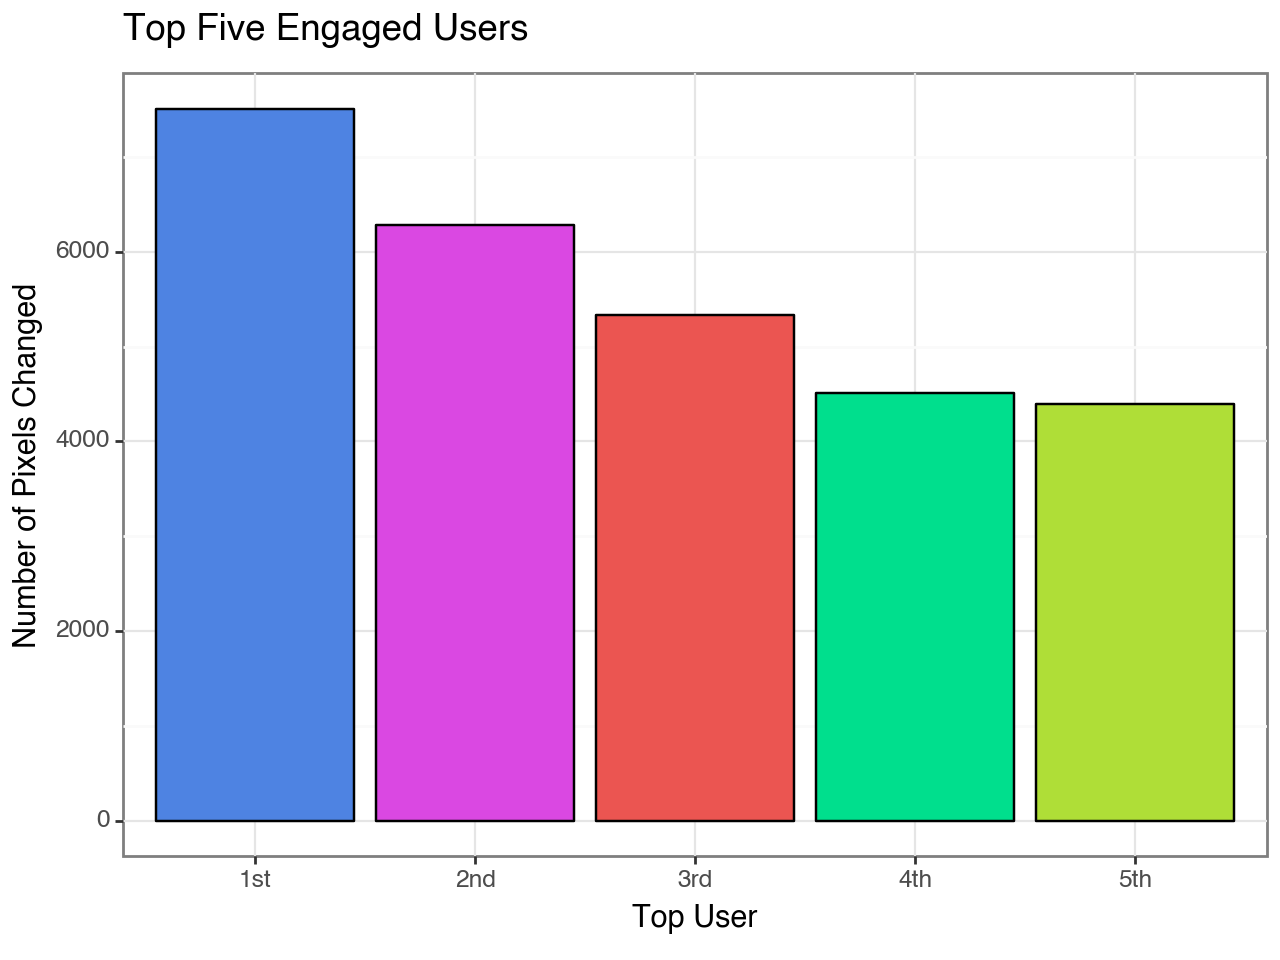 Top Five Engaged Users
Number of Pixels Changed
6000
4000
2000
0
1st
2nd
3rd
4th
5th
Top User